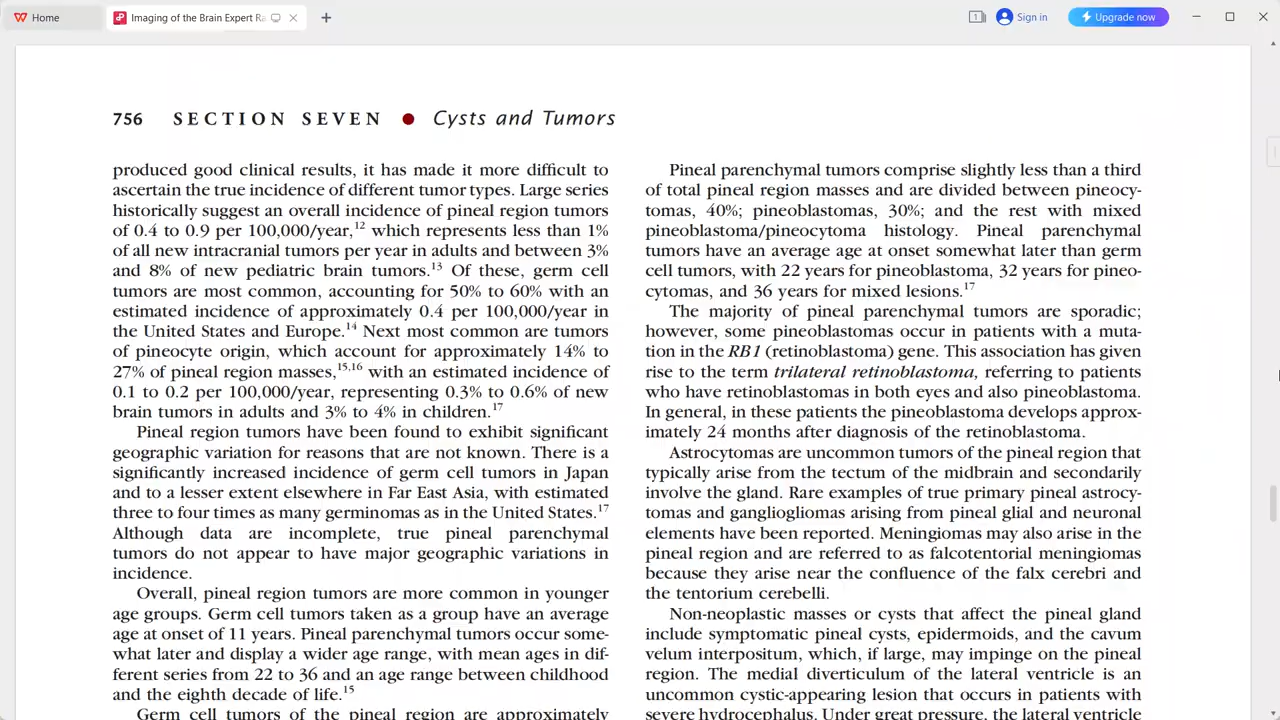 Home
Imaging of the Brain Expert Ra
1
Sign in
Upgrade now
756 SECTION SEVEN ● Cysts and Tumors
produced good clinical results, it has made it more difficult to
ascertain the true incidence of different tumor types. Large series
historically suggest an overall incidence of pineal region tumors
of 0.4 to 0.9 per 100,000/year,12 which represents less than 1%
of all new intracranial tumors per year in adults and between 3%
and 8% of new pediatric brain tumors.13 Of these, germ cell
tumors are most common, accounting for 50% to 60% with an
estimated incidence of approximately 0.4 per 100,000/year in
the United States and Europe.14 Next most common are tumors
of pineocyte origin, which account for approximately 14% to
27% of pineal region masses,15,16 with an estimated incidence of
0.1 to 0.2 per 100,000/year, representing 0.3% to 0.6% of new
brain tumors in adults and 3% to 4% in children.17
Pineal region tumors have been found to exhibit significant
geographic variation for reasons that are not known. There is a
significantly increased incidence of germ cell tumors in Japan
and to a lesser extent elsewhere in Far East Asia, with estimated
three to four times as many germinomas as in the United States.17
Although data are incomplete, true pineal parenchymal
tumors do not appear to have major geographic variations in
incidence.
Overall, pineal region tumors are more common in younger
age groups. Germ cell tumors taken as a group have an average
age at onset of 11 years. Pineal parenchymal tumors occur some-
what later and display a wider age range, with mean ages in dif-
ferent series from 22 to 36 and an age range between childhood
and the eighth decade of life.15
Germ cell tumors of the pineal region are approximately
Pineal parenchymal tumors comprise slightly less than a third
of total pineal region masses and are divided between pineocy-
tomas, 40%; pineoblastomas, 30%; and the rest with mixed
pineoblastoma/pineocytoma histology. Pineal parenchymal
tumors have an average age at onset somewhat later than germ
cell tumors, with 22 years for pineoblastoma, 32 years for pineo-
cytomas, and 36 years for mixed lesions.17
The majority of pineal parenchymal tumors are sporadic;
however, some pineoblastomas occur in patients with a muta-
tion in the RB1 (retinoblastoma) gene. This association has given
rise to the term trilateral retinoblastoma, referring to patients
who have retinoblastomas in both eyes and also pineoblastoma.
In general, in these patients the pineoblastoma develops approx-
imately 24 months after diagnosis of the retinoblastoma.
Astrocytomas are uncommon tumors of the pineal region that
typically arise from the tectum of the midbrain and secondarily
involve the gland. Rare examples of true primary pineal astrocy-
tomas and gangliogliomas arising from pineal glial and neuronal
elements have been reported. Meningiomas may also arise in the
pineal region and are referred to as falcotentorial meningiomas
because they arise near the confluence of the falx cerebri and
the tentorium cerebelli.
Non-neoplastic masses or cysts that affect the pineal gland
include symptomatic pineal cysts, epidermoids, and the cavum
velum interpositum, which, if large, may impinge on the pineal
region. The medial diverticulum of the lateral ventricle is an
uncommon cystic-appearing lesion that occurs in patients with
severe hydrocephalus. Under great pressure, the lateral ventricle